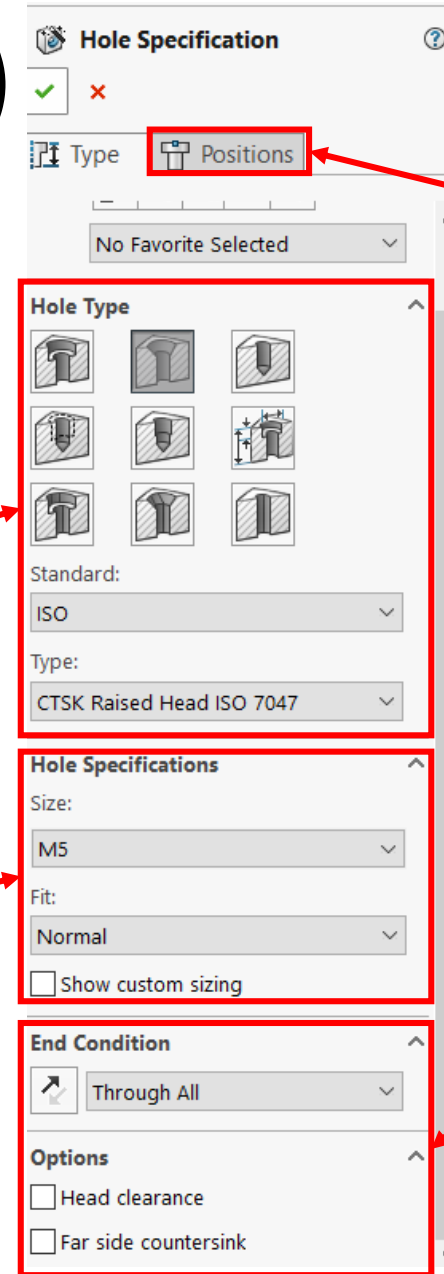 Hole Specification
Type
Positions
No Favorite Selected
Hole Type
Standard:
ISO
Type:
CTSK Raised Head ISO 7047
Hole Specifications
Size:
M5
Fit:
Normal
Show custom sizing
End Condition
Through All
Options
Head clearance
Far side countersink